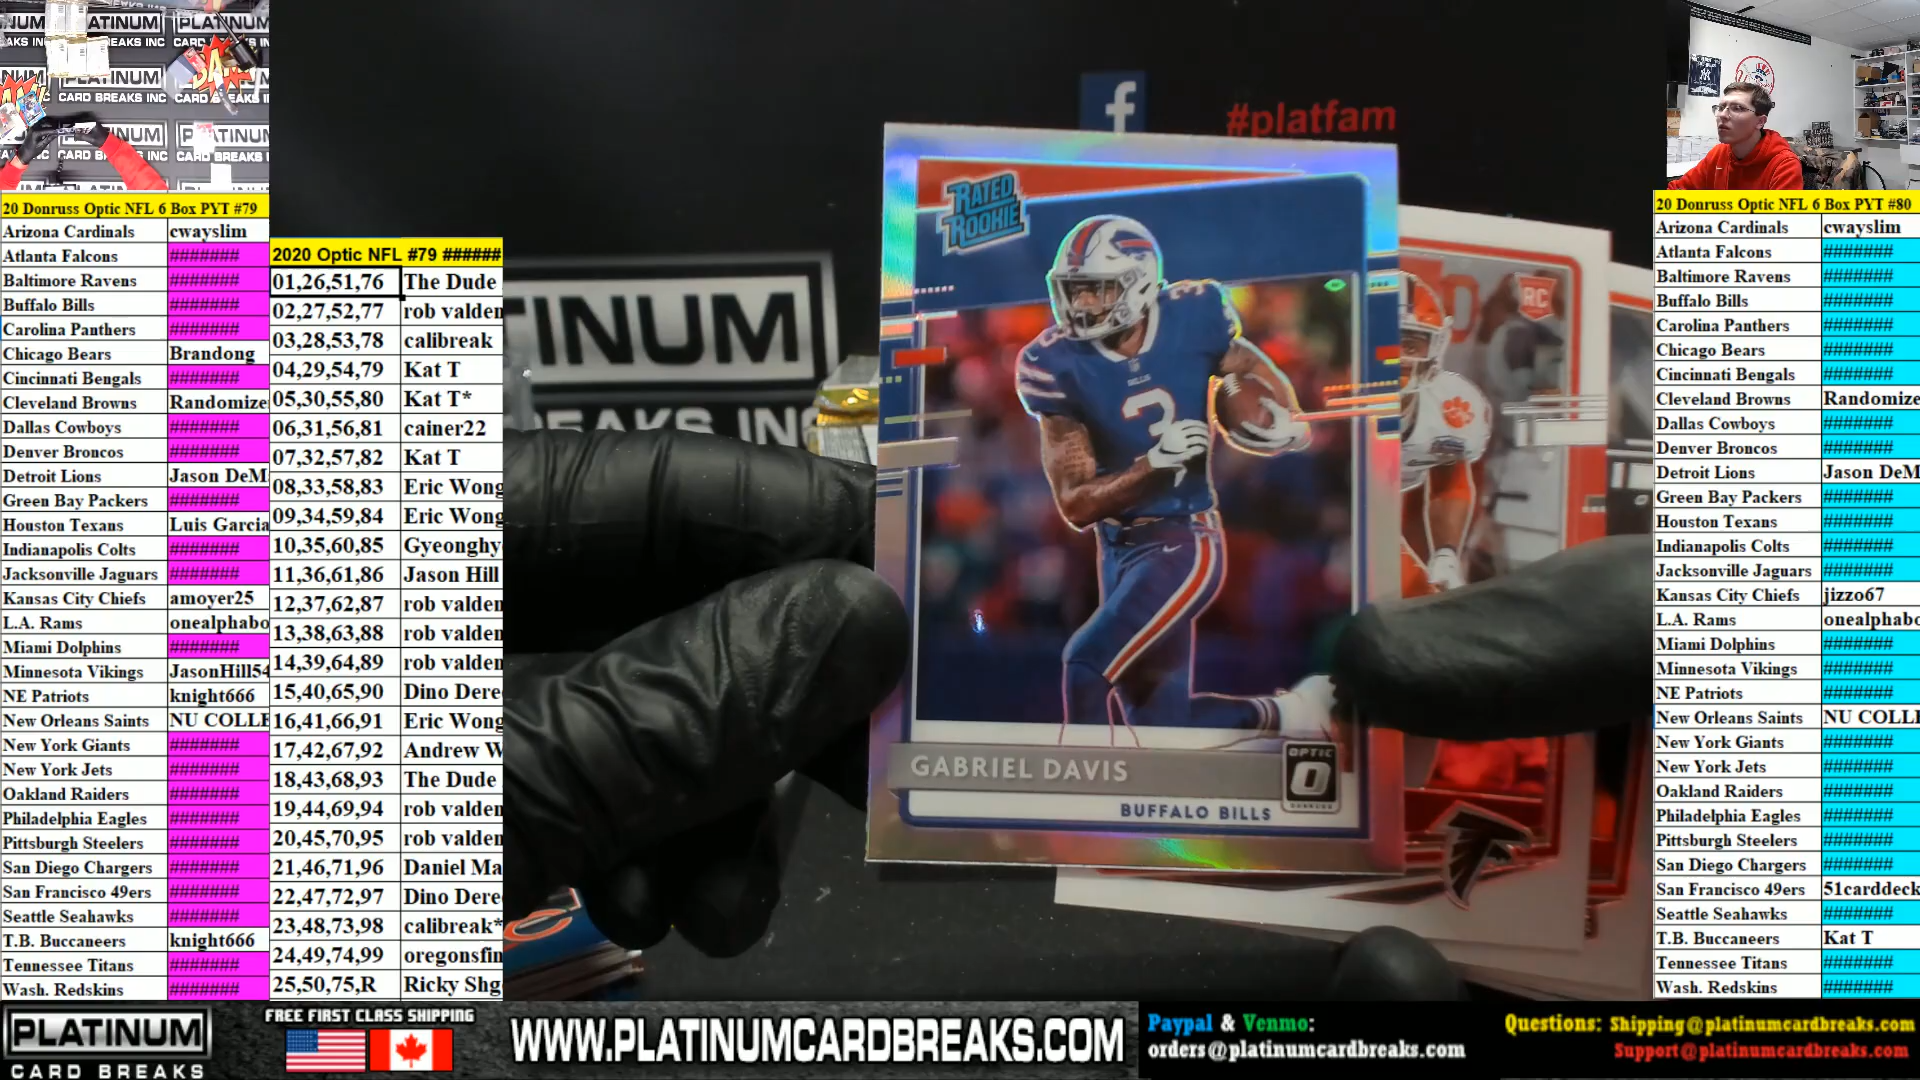 PLATINUM
CARD BREAKS INC
20 Donruss Optic NFL 6 Box PYT #79
Arizona Cardinals cwayslim
Atlanta Falcons #######
Baltimore Ravens #######
Buffalo Bills #######
Carolina Panthers #######
Chicago Bears Brandong
Cincinnati Bengals #######
Cleveland Browns Randomize
Dallas Cowboys #######
Denver Broncos #######
Detroit Lions Jason DeM
Green Bay Packers #######
Houston Texans Luis Garcia
Indianapolis Colts #######
Jacksonville Jaguars #######
Kansas City Chiefs amoyer25
L.A. Rams onealphabo
Miami Dolphins #######
Minnesota Vikings JasonHill54
NE Patriots knight666
New Orleans Saints NU COLLE
New York Giants #######
New York Jets #######
Oakland Raiders #######
Philadelphia Eagles #######
Pittsburgh Steelers #######
San Diego Chargers #######
San Francisco 49ers #######
Seattle Seahawks #######
T.B. Buccaneers knight666
Tennessee Titans #######
Wash. Redskins #######
2020 Optic NFL #79 ######
01,26,51,76 The Dude
02,27,52,77 rob valden
03,28,53,78 calibreak
04,29,54,79 Kat T
05,30,55,80 Kat T*
06,31,56,81 cainer22
07,32,57,82 Kat T
08,33,58,83 Eric Wong
09,34,59,84 Eric Wong
10,35,60,85 Gyeonghy
11,36,61,86 Jason Hill
12,37,62,87 rob valden
13,38,63,88 rob valden
14,39,64,89 rob valden
15,40,65,90 Dino Dere
16,41,66,91 Eric Wong
17,42,67,92 Andrew W
18,43,68,93 The Dude
19,44,69,94 rob valden
20,45,70,95 rob valden
21,46,71,96 Daniel Ma
22,47,72,97 Dino Dere
23,48,73,98 calibreak*
24,49,74,99 oregonsfin
25,50,75,R Ricky Shg
f
#platfam
TINUM
BREAKS INC
RATED
ROOKIE
3
BILLS
GABRIEL DAVIS
OPTIC
DONRUSS
BUFFALO BILLS
RC
20 Donruss Optic NFL 6 Box PYT #80
Arizona Cardinals cwayslim
Atlanta Falcons #######
Baltimore Ravens #######
Buffalo Bills #######
Carolina Panthers #######
Chicago Bears #######
Cincinnati Bengals #######
Cleveland Browns Randomize
Dallas Cowboys #######
Denver Broncos #######
Detroit Lions Jason DeM
Green Bay Packers #######
Houston Texans #######
Indianapolis Colts #######
Jacksonville Jaguars #######
Kansas City Chiefs jizzo67
L.A. Rams onealphabo
Miami Dolphins #######
Minnesota Vikings #######
NE Patriots #######
New Orleans Saints NU COLLE
New York Giants #######
New York Jets #######
Oakland Raiders #######
Philadelphia Eagles #######
Pittsburgh Steelers #######
San Diego Chargers #######
San Francisco 49ers 51carddeck
Seattle Seahawks #######
T.B. Buccaneers Kat T
Tennessee Titans #######
Wash. Redskins #######
PLATINUM
CARD BREAKS
FREE FIRST CLASS SHIPPING
WWW.PLATINUMCARDBREAKS.COM
Paypal & Venmo:
orders@platinumcardbreaks.com
Questions: Shipping@platinumcardbreaks.com
Support@platinumcardbreaks.com